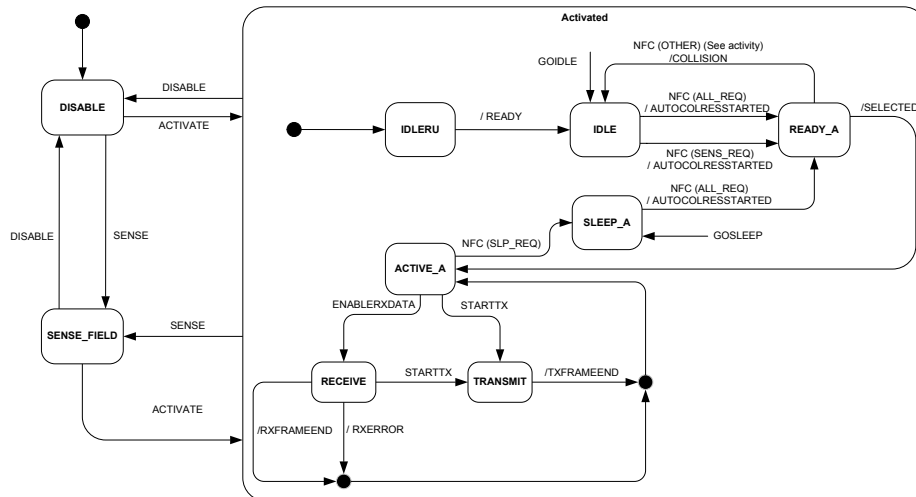 Activated
NFC (OTHER) (See activity)
/COLLISION
GOIDLE
DISABLE
DISABLE
ACTIVATE
NFC (ALL_REQ)
/ AUTOCOLRESSTARTED
/SELECTED
IDLERU
/ READY
IDLE
READY_A
NFC (SENS_REQ)
/ AUTOCOLRESSTARTED
NFC (ALL_REQ)
/ AUTOCOLRESSTARTED
SLEEP_A
GOSLEEP
DISABLE
SENSE
NFC (SLP_REQ)
ACTIVE_A
ENABLERXDATA
STARTTX
SENSE_FIELD
SENSE
RECEIVE
STARTTX
TRANSMIT
/TXFRAMEEND
ACTIVATE
/RXFRAMEEND
/ RXERROR